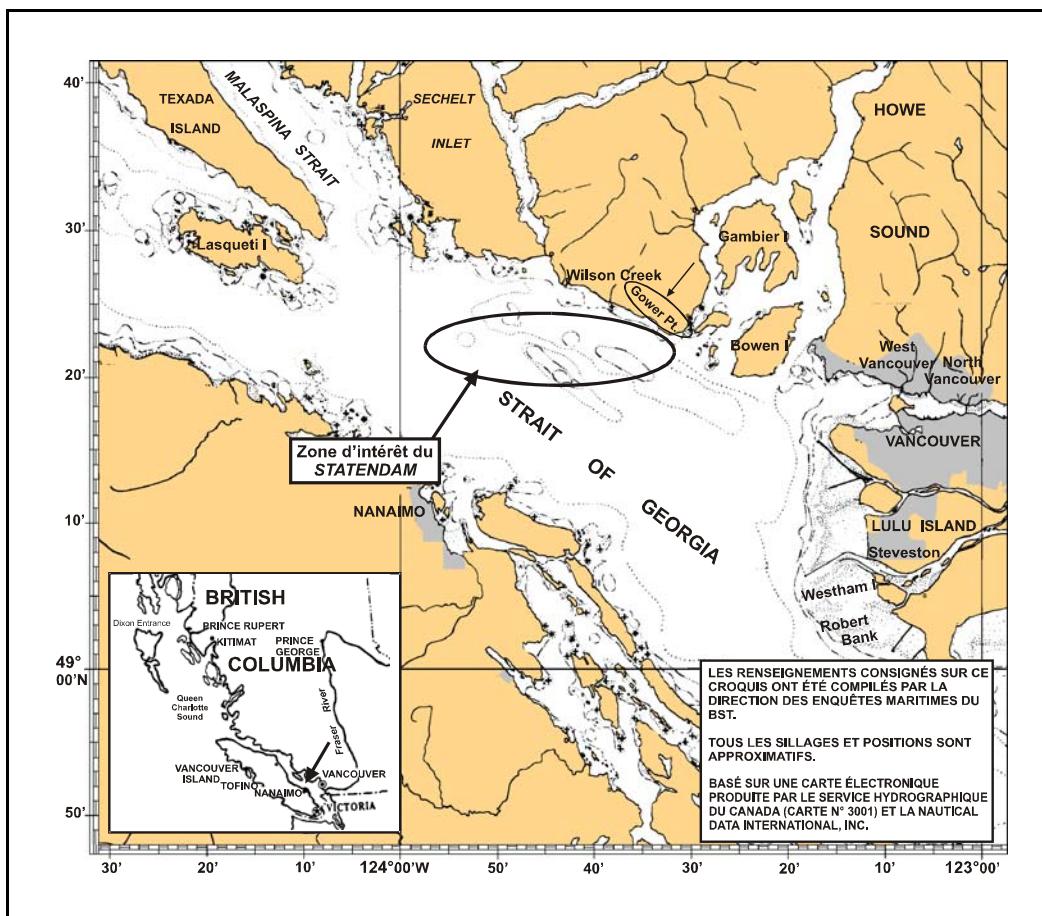 40'
30'
20'
10'
49°
00'N
50'
30'
20'
10'
124°00'W
50'
40'
30'
20'
10'
123°00'
TEXADA
ISLAND
MALASPINA
STRAIT
SECHELT
INLET
HOWE
SOUND
Lasqueti I
Gambier I
Wilson Creek
Gower Pt.
Bowen I
West
Vancouver
North
Vancouver
VANCOUVER
STRAIT
OF
GEORGIA
Zone d'intérêt du
STATENDAM
NANAIMO
LULU ISLAND
Steveston
Westham I
Robert
Bank
BRITISH
COLUMBIA
Dixon Entrance
PRINCE RUPERT
KITIMAT
PRINCE
GEORGE
Queen
Charlotte
Sound
Fraser River
VANCOUVER
ISLAND
TOFINO
NANAIMO
VANCOUVER
VICTORIA
LES RENSEIGNEMENTS CONSIGNÉS SUR CE
CROQUIS ONT ÉTÉ COMPILÉS PAR LA
DIRECTION DES ENQUÊTES MARITIMES DU
BST.
TOUS LES SILLAGES ET POSITIONS SONT
APPROXIMATIFS.
BASÉ SUR UNE CARTE ÉLECTRONIQUE
PRODUITE PAR LE SERVICE HYDROGRAPHIQUE
DU CANADA (CARTE N° 3001) ET LA NAUTICAL
DATA INTERNATIONAL, INC.